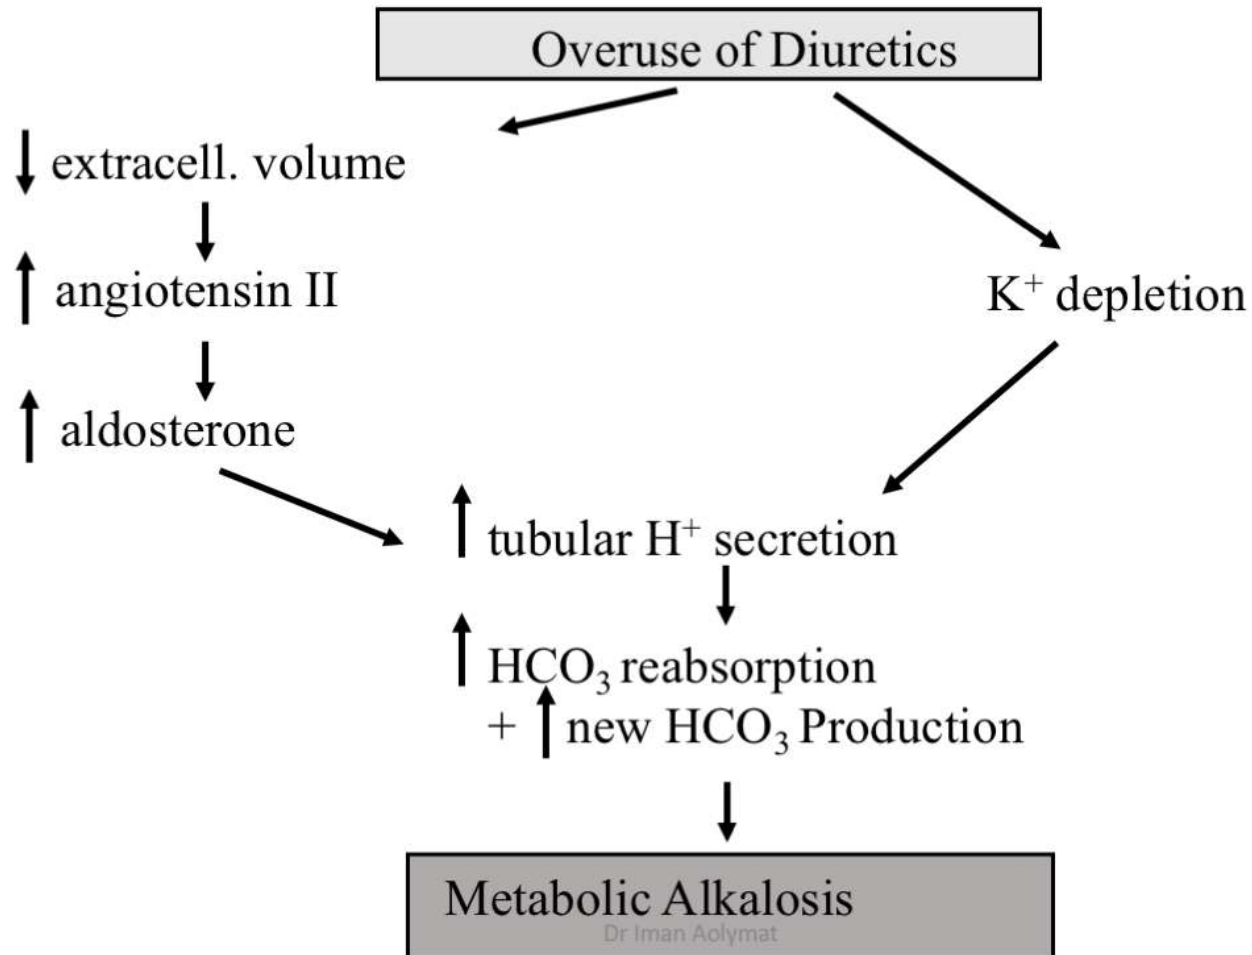 Overuse of Diuretics
↓ extracell. volume
↑ angiotensin II
K⁺ depletion
↑ aldosterone
↑ tubular H⁺ secretion
↑ HCO₃ reabsorption
+ ↑ new HCO₃ Production
Metabolic Alkalosis
Dr Iman Aolymat